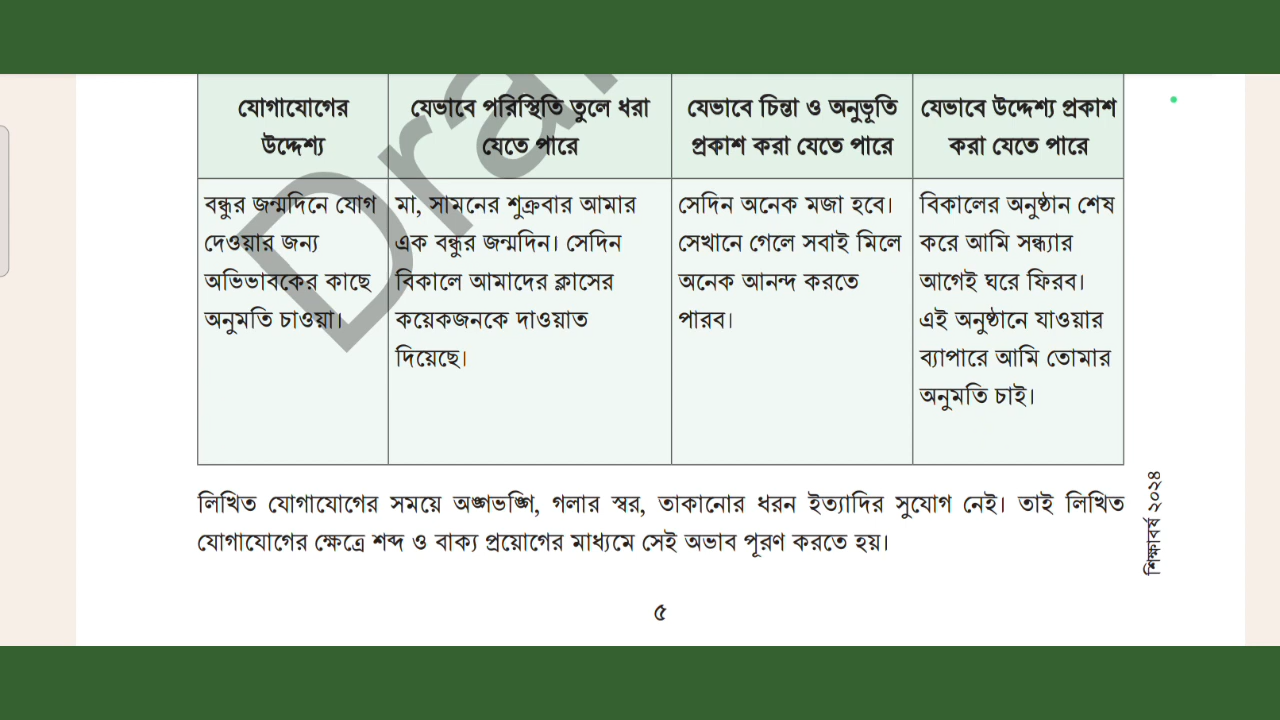 যোগাযোগের
উদ্দেশ্য
যেভাবে পরিস্থিতি তুলে ধরা
যেতে পারে
যেভাবে চিন্তা ও অনুভূতি
প্রকাশ করা যেতে পারে
যেভাবে উদ্দেশ্য প্রকাশ
করা যেতে পারে
বন্ধুর জন্মদিনে যোগ
দেওয়ার জন্য
অভিভাবকের কাছে
অনুমতি চাওয়া।
মা, সামনের শুক্রবার আমার
এক বন্ধুর জন্মদিন। সেদিন
বিকালে আমাদের ক্লাসের
কয়েকজনকে দাওয়াত
দিয়েছে।
সেদিন অনেক মজা হবে।
সেখানে গেলে সবাই মিলে
অনেক আনন্দ করতে
পারব।
বিকালের অনুষ্ঠান শেষ
করে আমি সন্ধ্যার
আগেই ঘরে ফিরব।
এই অনুষ্ঠানে যাওয়ার
ব্যাপারে আমি তোমার
অনুমতি চাই।
লিখিত যোগাযোগের সময়ে অঙ্গভঙ্গি, গলার স্বর, তাকানোর ধরন ইত্যাদির সুযোগ নেই। তাই লিখিত
যোগাযোগের ক্ষেত্রে শব্দ ও বাক্য প্রয়োগের মাধ্যমে সেই অভাব পূরণ করতে হয়।
শিক্ষাবর্ষ ২০২৪
৫